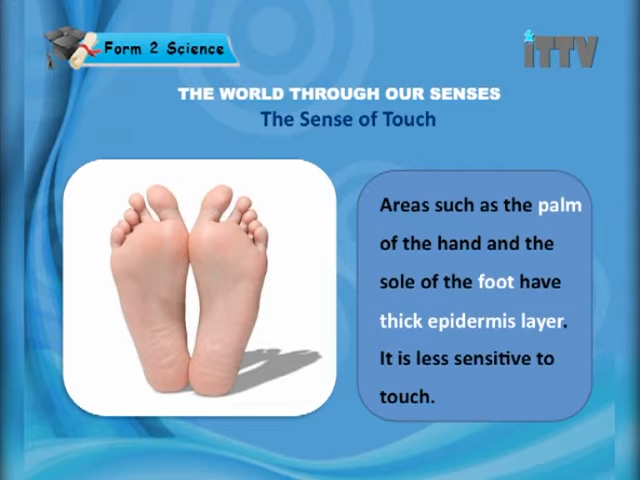 Form 2 Science
iTTV
THE WORLD THROUGH OUR SENSES
The Sense of Touch
Areas such as the palm
of the hand and the
sole of the foot have
thick epidermis layer.
It is less sensitive to
touch.